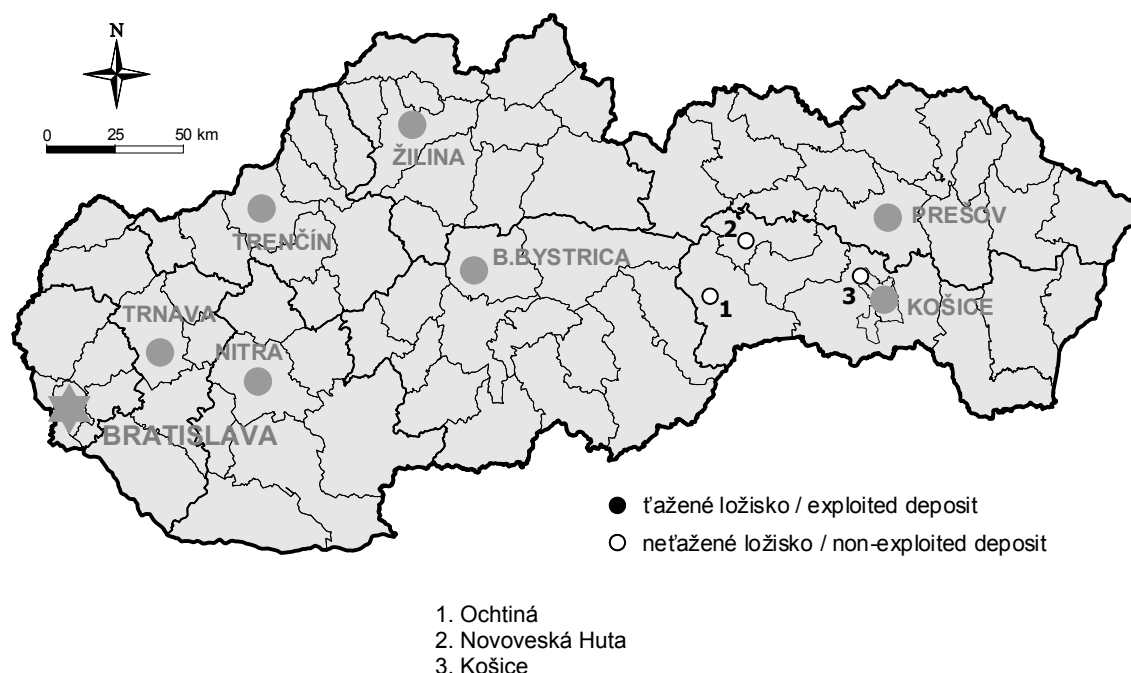 N
0 25 50 km
ŽILINA
TRENČÍN
PREŠOV
2
B.BYSTRICA
1
3
KOŠICE
TRNAVA
NITRA
BRATISLAVA
ťažené ložisko / exploited deposit
neťažené ložisko / non-exploited deposit
1. Ochtiná
2. Novoveská Huta
3. Košice